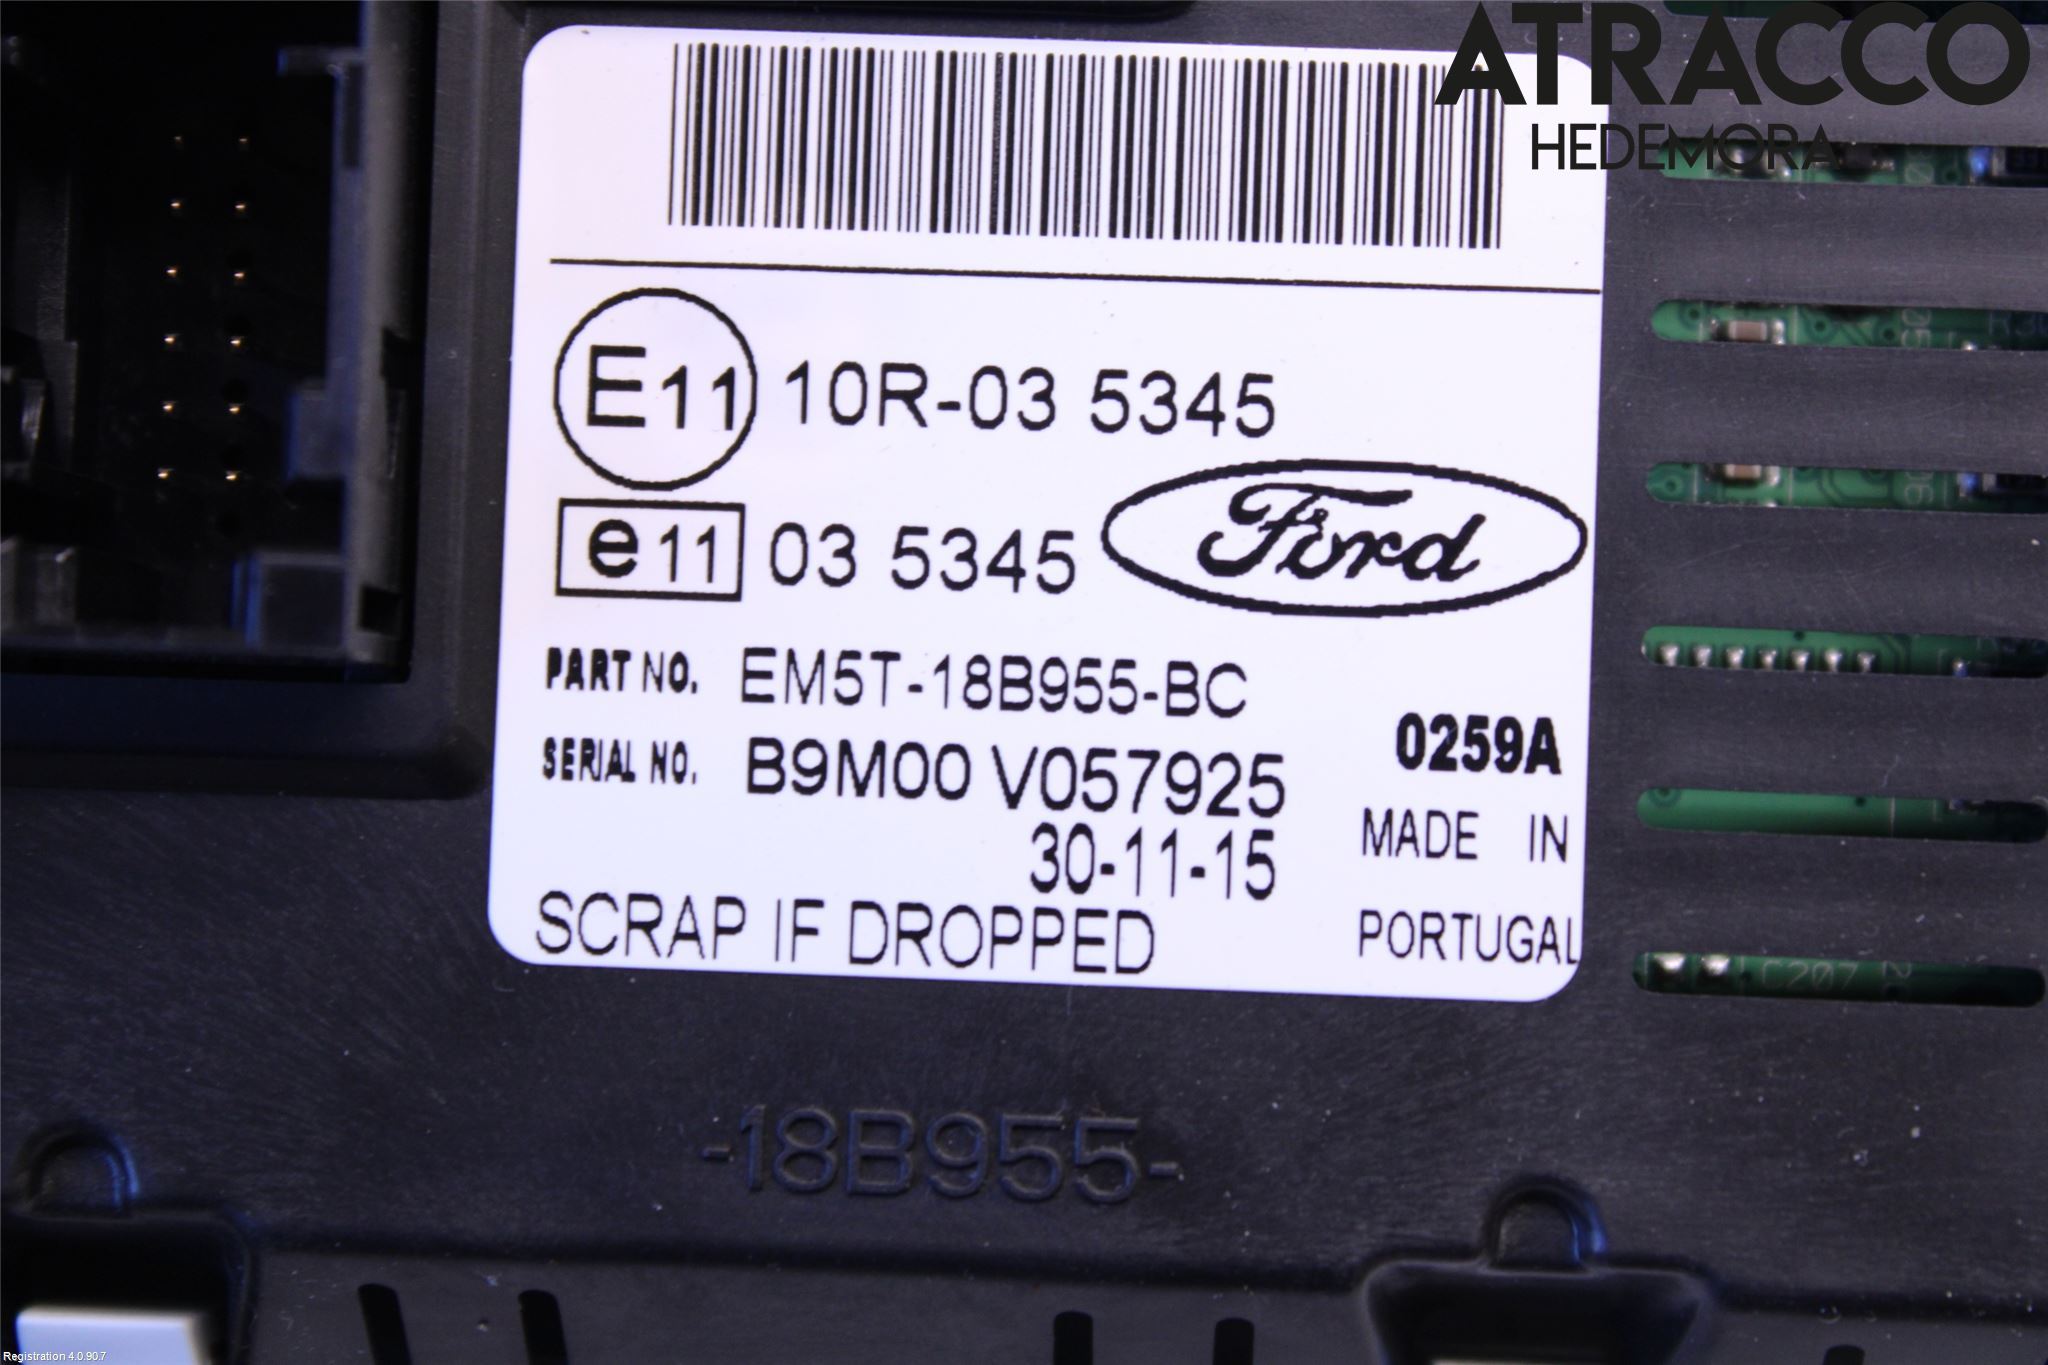 ATRACCO
HEDEMORA
E11 10R-03 5345
e11 03 5345
Ford
PART NO. EM5T-18B955-BC
SERIAL NO. B9M00 V057925
0259A
30-11-15
MADE IN
PORTUGAL
SCRAP IF DROPPED
C207
-18B955-
Registration 4.0.90.7